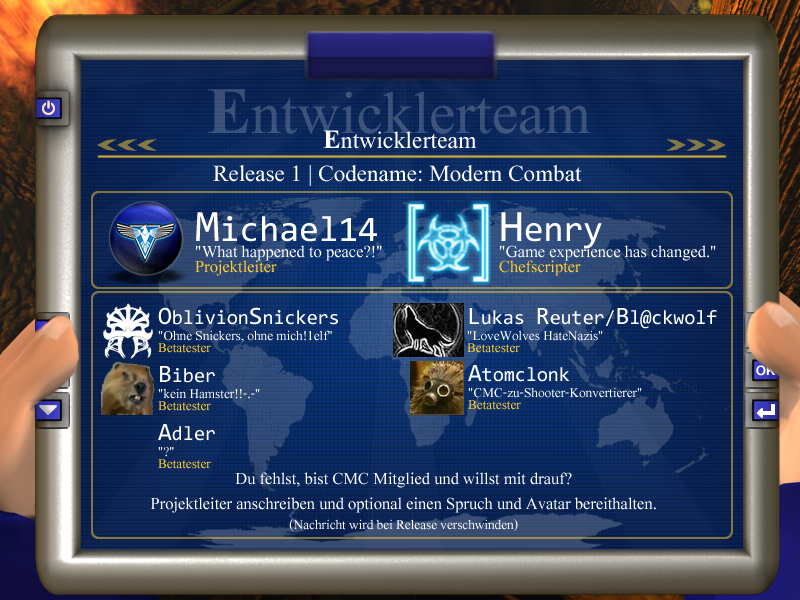 Entwicklerteam
Entwicklerteam
Release 1 | Codename: Modern Combat
Michael14
"What happened to peace?!"
Projektleiter
Henry
"Game experience has changed."
Chefscripter
OblivionSnickers
"Ohne Snickers, ohne mich!1elf"
Betatester
Lukas Reuter/Bl@ckwolf
"LoveWolves HateNazis"
Betatester
Biber
"kein Hamster!!-.-"
Betatester
Atomclonk
"CMC-zu-Shooter-Konvertierer"
Betatester
Adler
"?"
Betatester
Du fehlst, bist CMC Mitglied und willst mit drauf?
Projektleiter anschreiben und optional einen Spruch und Avatar bereithalten.
(Nachricht wird bei Release verschwinden)
OK